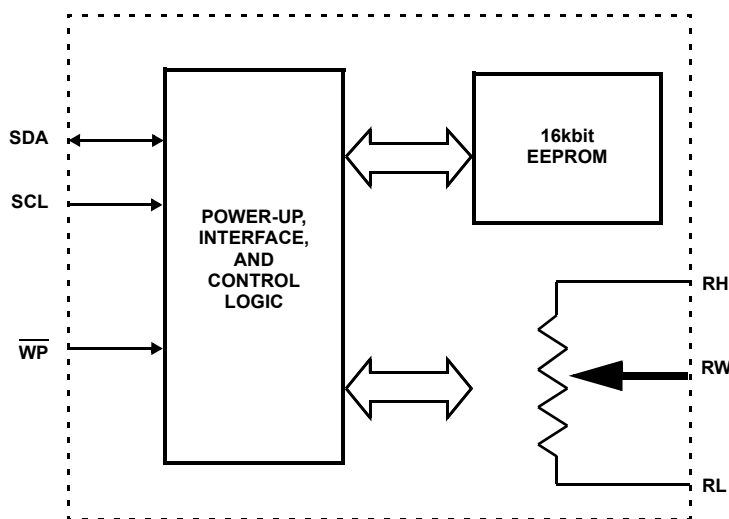 SDA
SCL
WP
POWER-UP,
INTERFACE,
AND
CONTROL
LOGIC
16kbit
EEPROM
RH
RW
RL